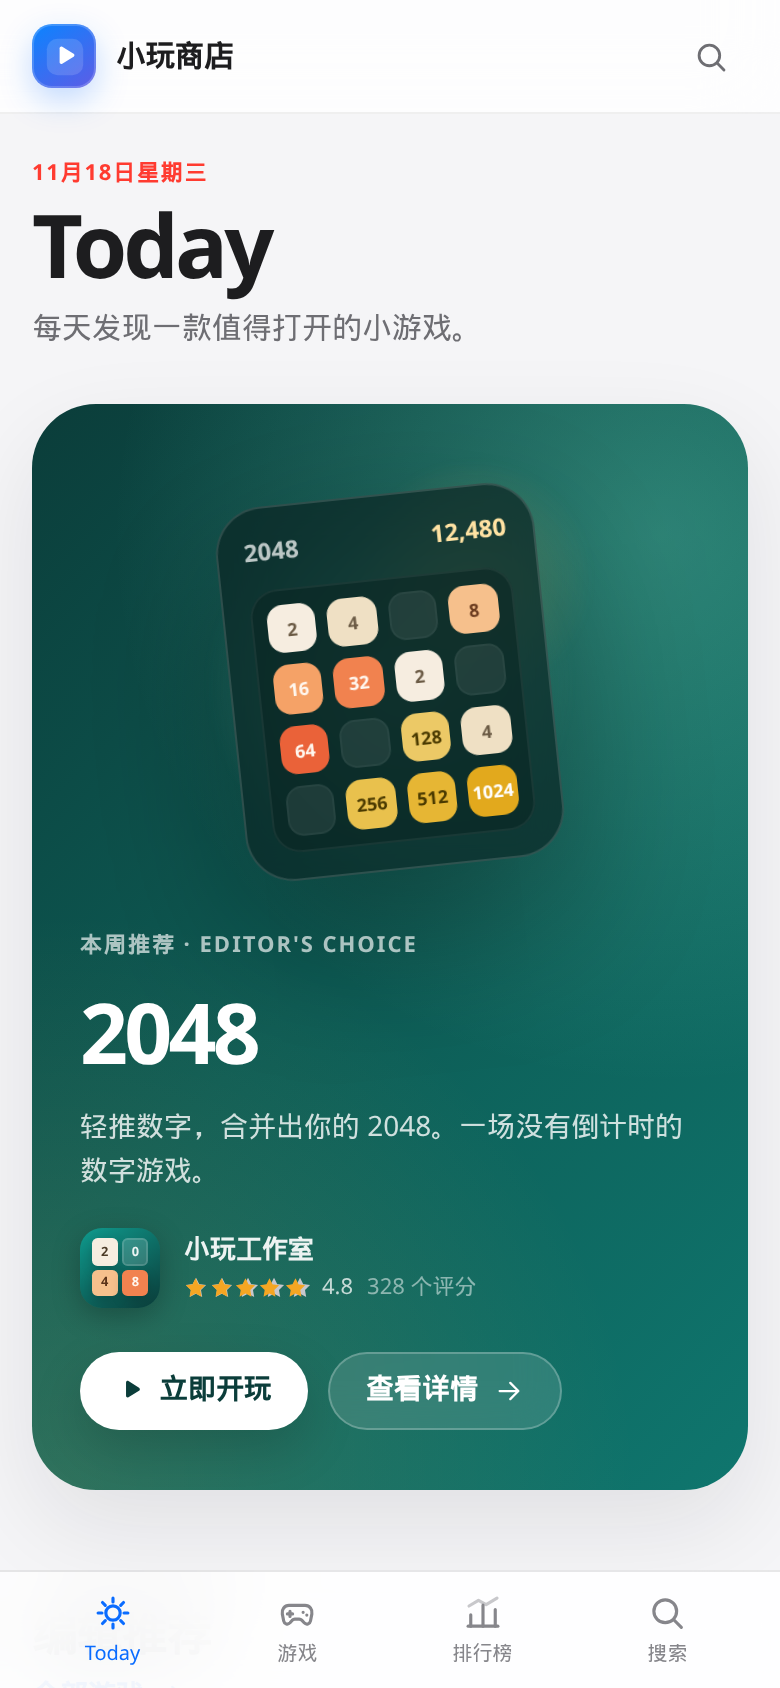 小玩商店
11月18日星期三
Today
每天发现一款值得打开的小游戏。
2048 12,480
2 4 8
16 32 2
64 128 4
256 512 1024
本周推荐 · EDITOR'S CHOICE
2048
轻推数字，合并出你的 2048。一场没有倒计时的
数字游戏。
2 0
4 8
小玩工作室
4.8 328 个评分
立即开玩 查看详情 →
Today 游戏 排行榜 搜索